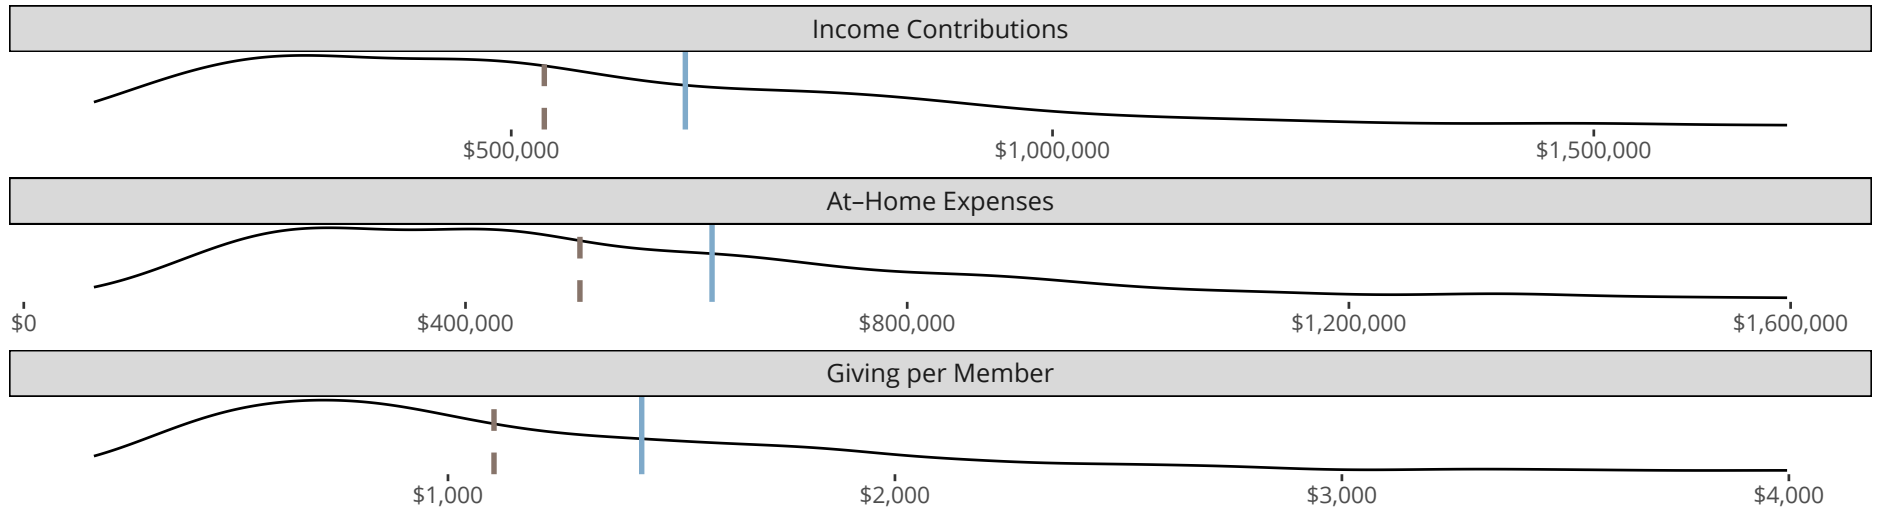 Income Contributions
$500,000 $1,000,000 $1,500,000
At–Home Expenses
$0 $400,000 $800,000 $1,200,000 $1,600,000
Giving per Member
$1,000 $2,000 $3,000 $4,000